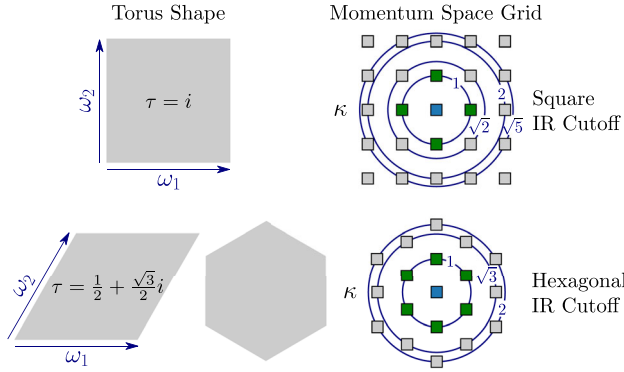 Torus Shape
Momentum Space Grid
ω₂
τ = i
ω₁
κ
1
√2
2
√5
Square
IR Cutoff
ω₂
τ = 1/2 + √3/2 i
ω₁
κ
1
√3
2
Hexagonal
IR Cutoff